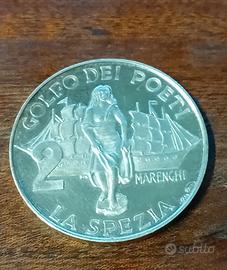 GOLFO DEI POETI
2
MARENGHI
LA SPEZIA
subito